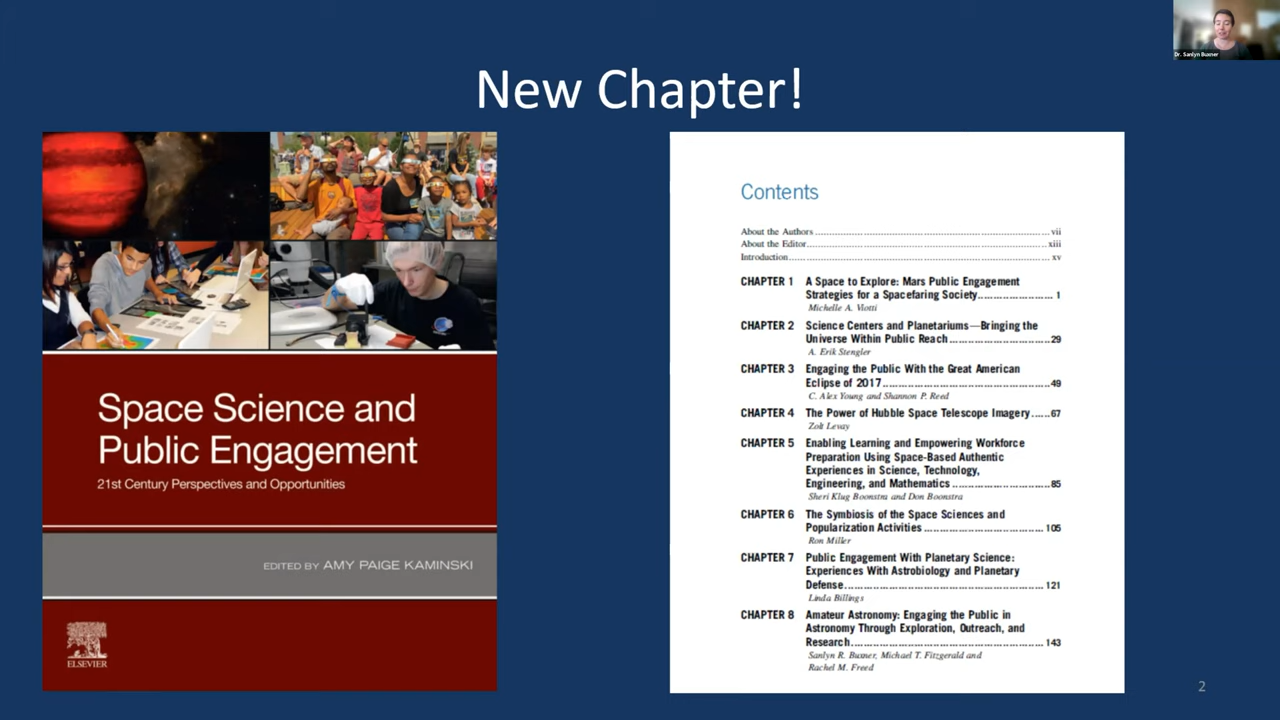 Dr. Sanlyn Buxner
New Chapter!
Space Science and
Public Engagement
21st Century Perspectives and Opportunities
EDITED BY AMY PAIGE KAMINSKI
ELSEVIER
Contents
About the Authors ........ vii
About the Editor ........ xiii
Introduction ........ xv
CHAPTER 1 A Space to Explore: Mars Public Engagement
Strategies for a Spacefaring Society ........ 1
Michelle A. Viotti
CHAPTER 2 Science Centers and Planetariums—Bringing the
Universe Within Public Reach ........ 29
A. Erik Stengler
CHAPTER 3 Engaging the Public With the Great American
Eclipse of 2017 ........ 49
C. Alex Young and Shannon P. Reed
CHAPTER 4 The Power of Hubble Space Telescope Imagery ...... 67
Zolt Levay
CHAPTER 5 Enabling Learning and Empowering Workforce
Preparation Using Space-Based Authentic
Experiences in Science, Technology,
Engineering, and Mathematics ........ 85
Sheri Klug Boonstra and Don Boonstra
CHAPTER 6 The Symbiosis of the Space Sciences and
Popularization Activities ........ 105
Ron Miller
CHAPTER 7 Public Engagement With Planetary Science:
Experiences With Astrobiology and Planetary
Defense ........ 121
Linda Billings
CHAPTER 8 Amateur Astronomy: Engaging the Public in
Astronomy Through Exploration, Outreach, and
Research ........ 143
Sanlyn R. Buxner, Michael T. Fitzgerald and
Rachel M. Freed
2